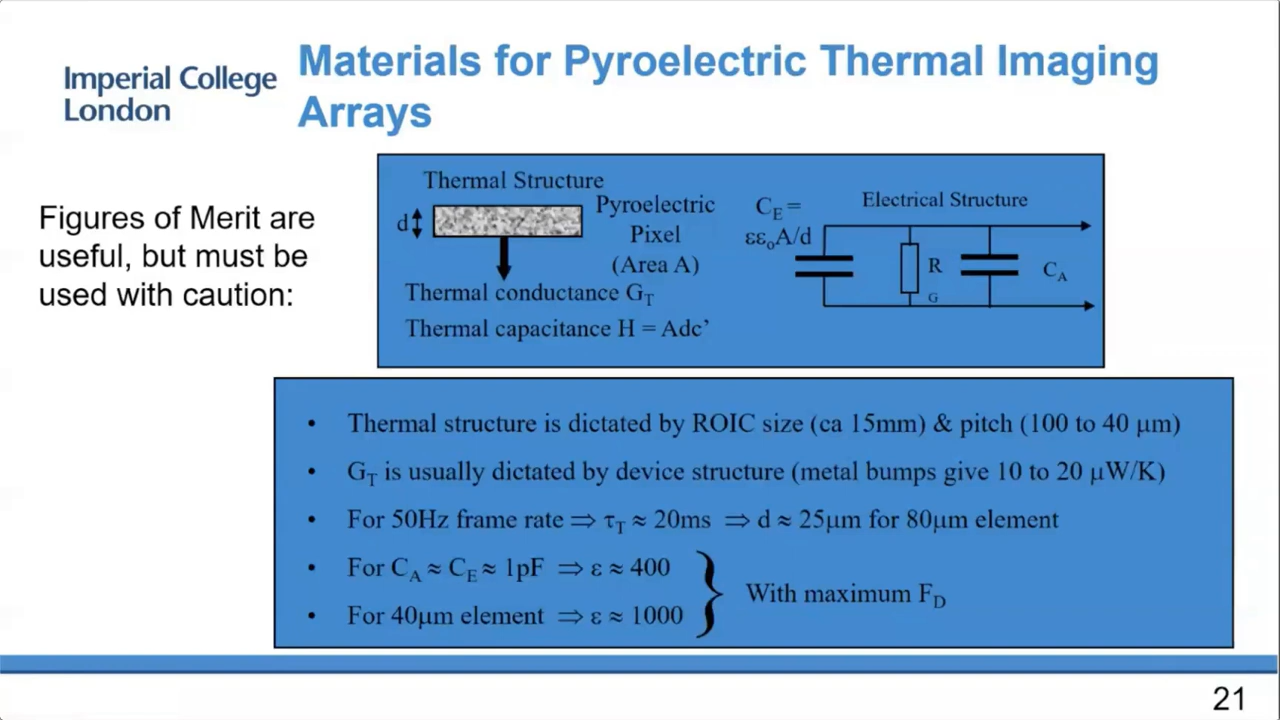 Imperial College
London
Materials for Pyroelectric Thermal Imaging
Arrays
Figures of Merit are
useful, but must be
used with caution:
Thermal Structure
d
Pyroelectric
Pixel
(Area A)
Thermal conductance G_T
Thermal capacitance H = Adc’
Electrical Structure
C_E =
εε_oA/d
R
G
C_A
• Thermal structure is dictated by ROIC size (ca 15mm) & pitch (100 to 40 μm)
• G_T is usually dictated by device structure (metal bumps give 10 to 20 μW/K)
• For 50Hz frame rate ⇒ τ_T ≈ 20ms ⇒ d ≈ 25μm for 80μm element
• For C_A ≈ C_E ≈ 1pF ⇒ ε ≈ 400
• For 40μm element ⇒ ε ≈ 1000
With maximum F_D
21